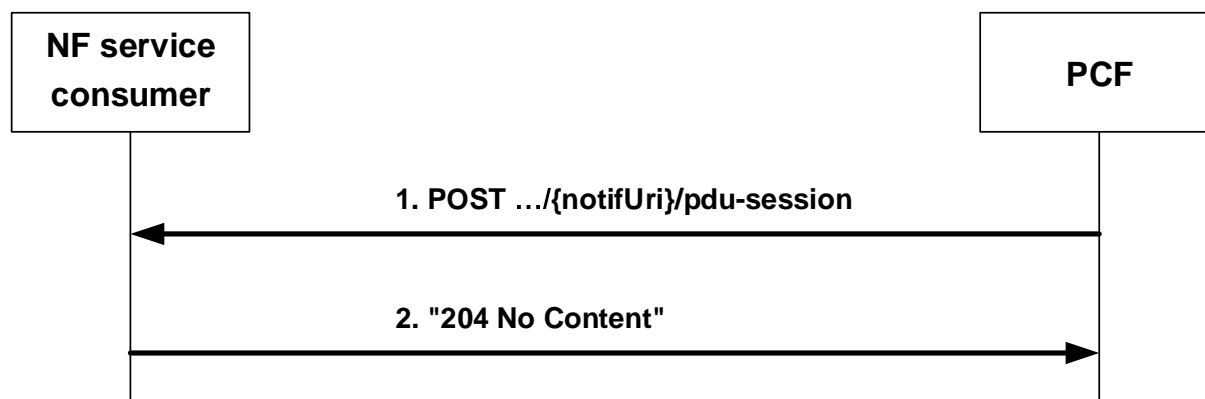 NF service
consumer
PCF
1. POST …/{notifUri}/pdu-session
2. "204 No Content"